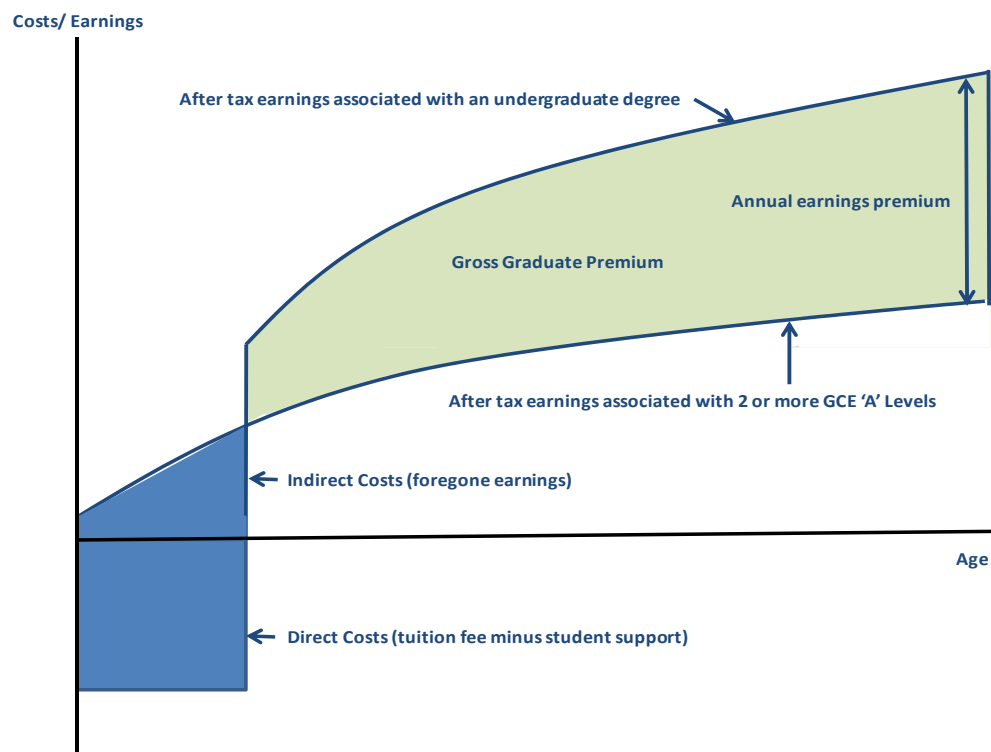 Costs/ Earnings
After tax earnings associated with an undergraduate degree
Annual earnings premium
Gross Graduate Premium
After tax earnings associated with 2 or more GCE ‘A’ Levels
Indirect Costs (foregone earnings)
Age
Direct Costs (tuition fee minus student support)